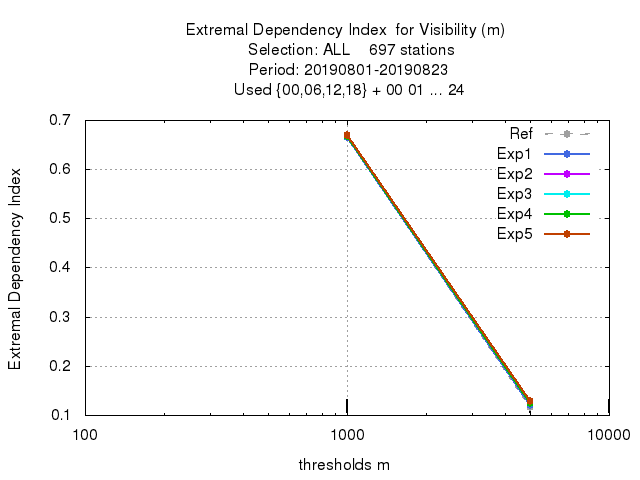 Extremal Dependency Index  for Visibility (m)
Selection: ALL    697 stations
Period: 20190801-20190823
Used {00,06,12,18} + 00 01 ... 24
Extremal Dependency Index
0.7
0.6
0.5
0.4
0.3
0.2
0.1
Ref
Exp1
Exp2
Exp3
Exp4
Exp5
100
1000
10000
thresholds m